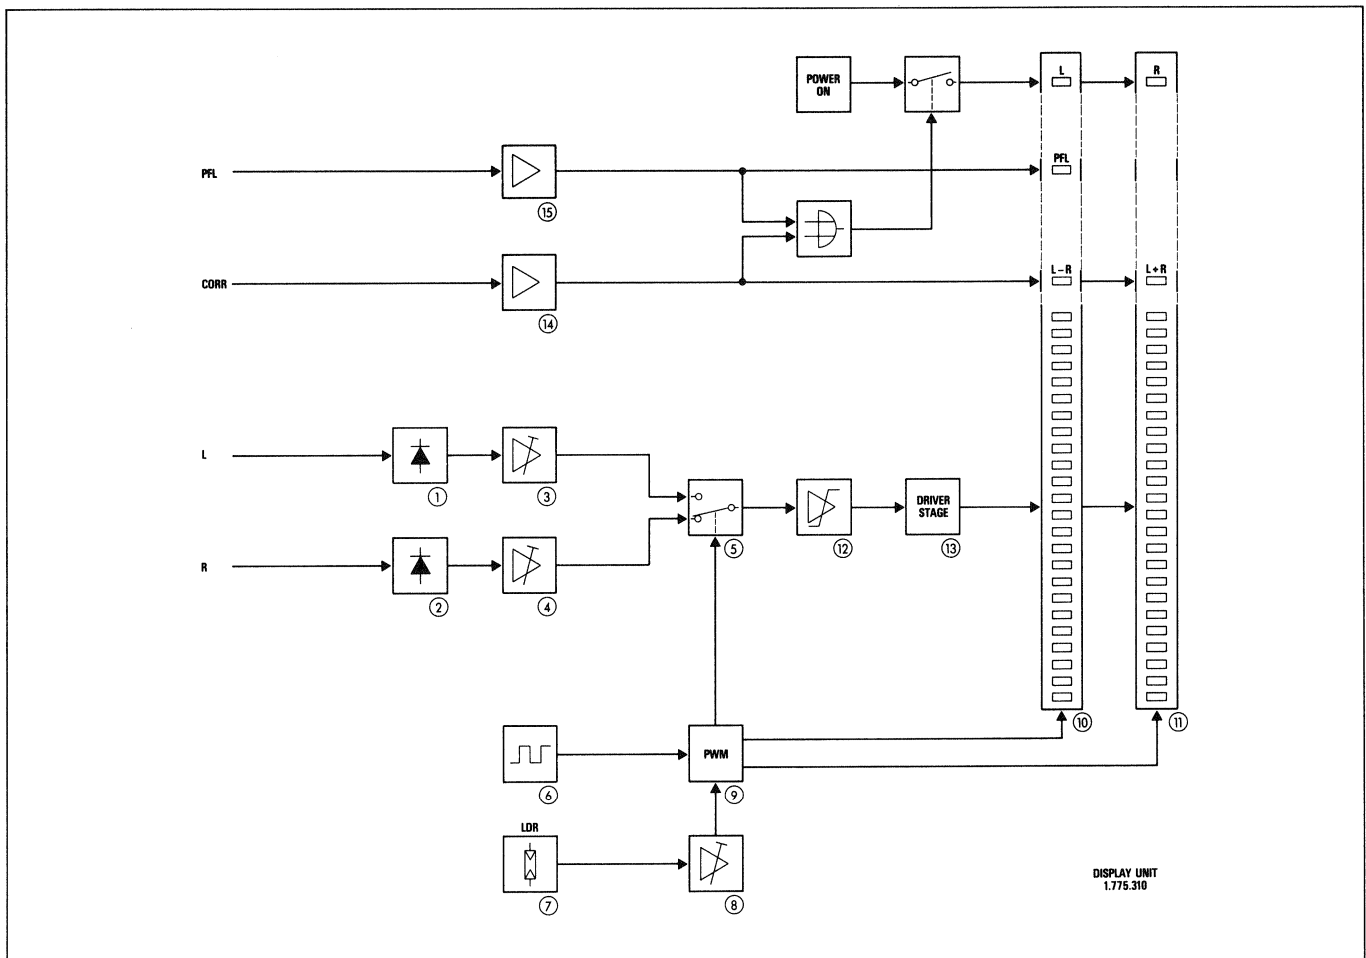 POWER
ON
L
R
PFL
PFL
15
CORR
L-R
L+R
14
L
1
3
DRIVER
STAGE
R
5
12
13
2
4
10
11
PWM
6
9
LDR
7
8
DISPLAY UNIT
1.775.310